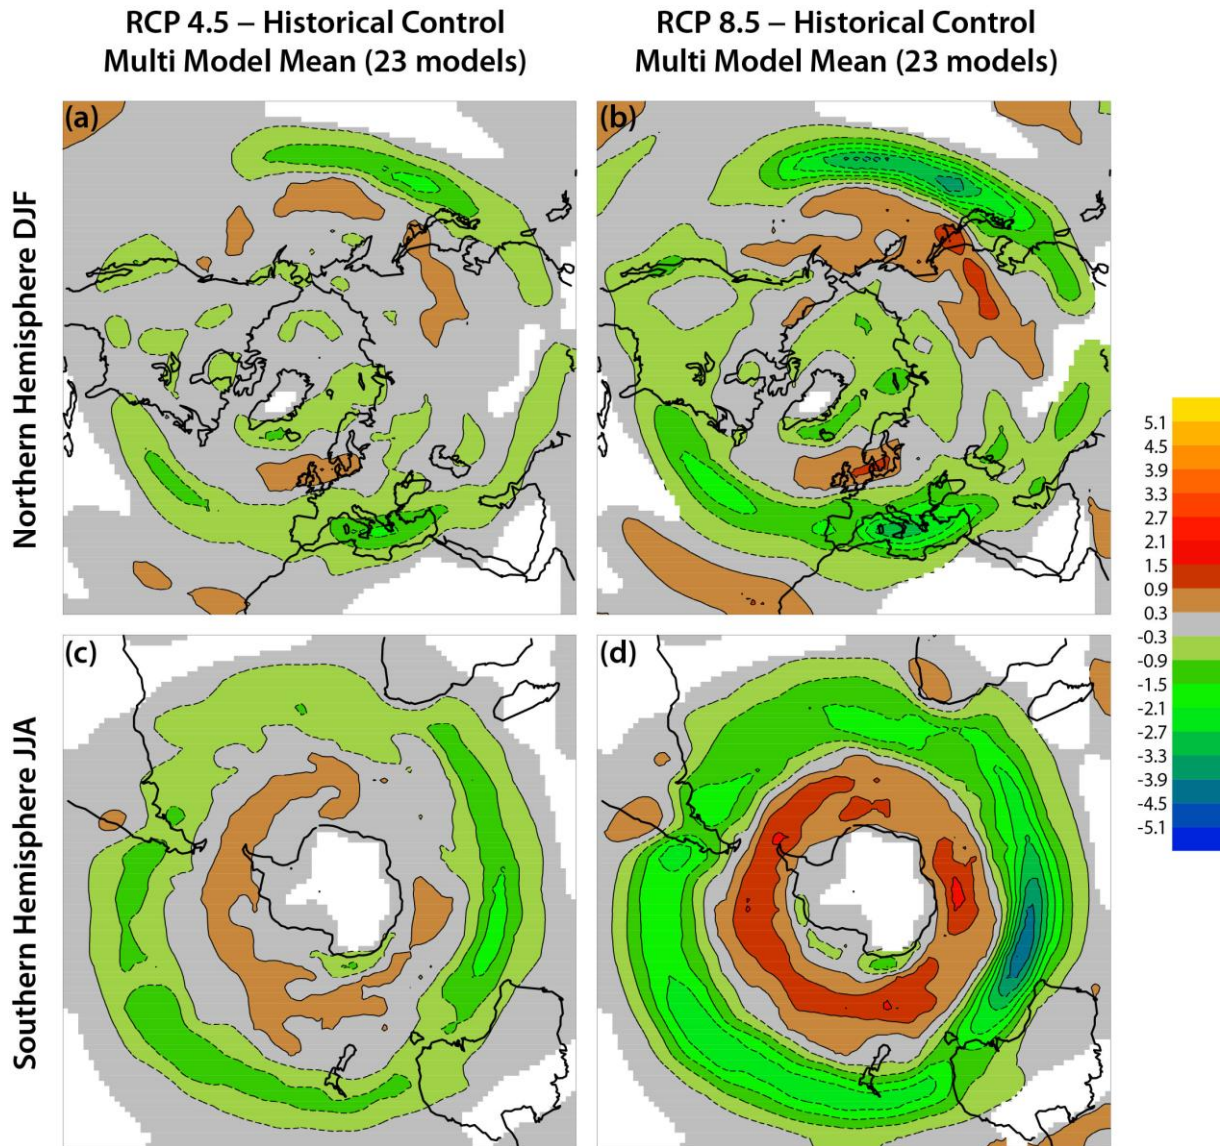 RCP 4.5 – Historical Control
Multi Model Mean (23 models)
RCP 8.5 – Historical Control
Multi Model Mean (23 models)
Northern Hemisphere DJF
(a)
(b)
Southern Hemisphere JJA
(c)
(d)
5.1
4.5
3.9
3.3
2.7
2.1
1.5
0.9
0.3
-0.3
-0.9
-1.5
-2.1
-2.7
-3.3
-3.9
-4.5
-5.1